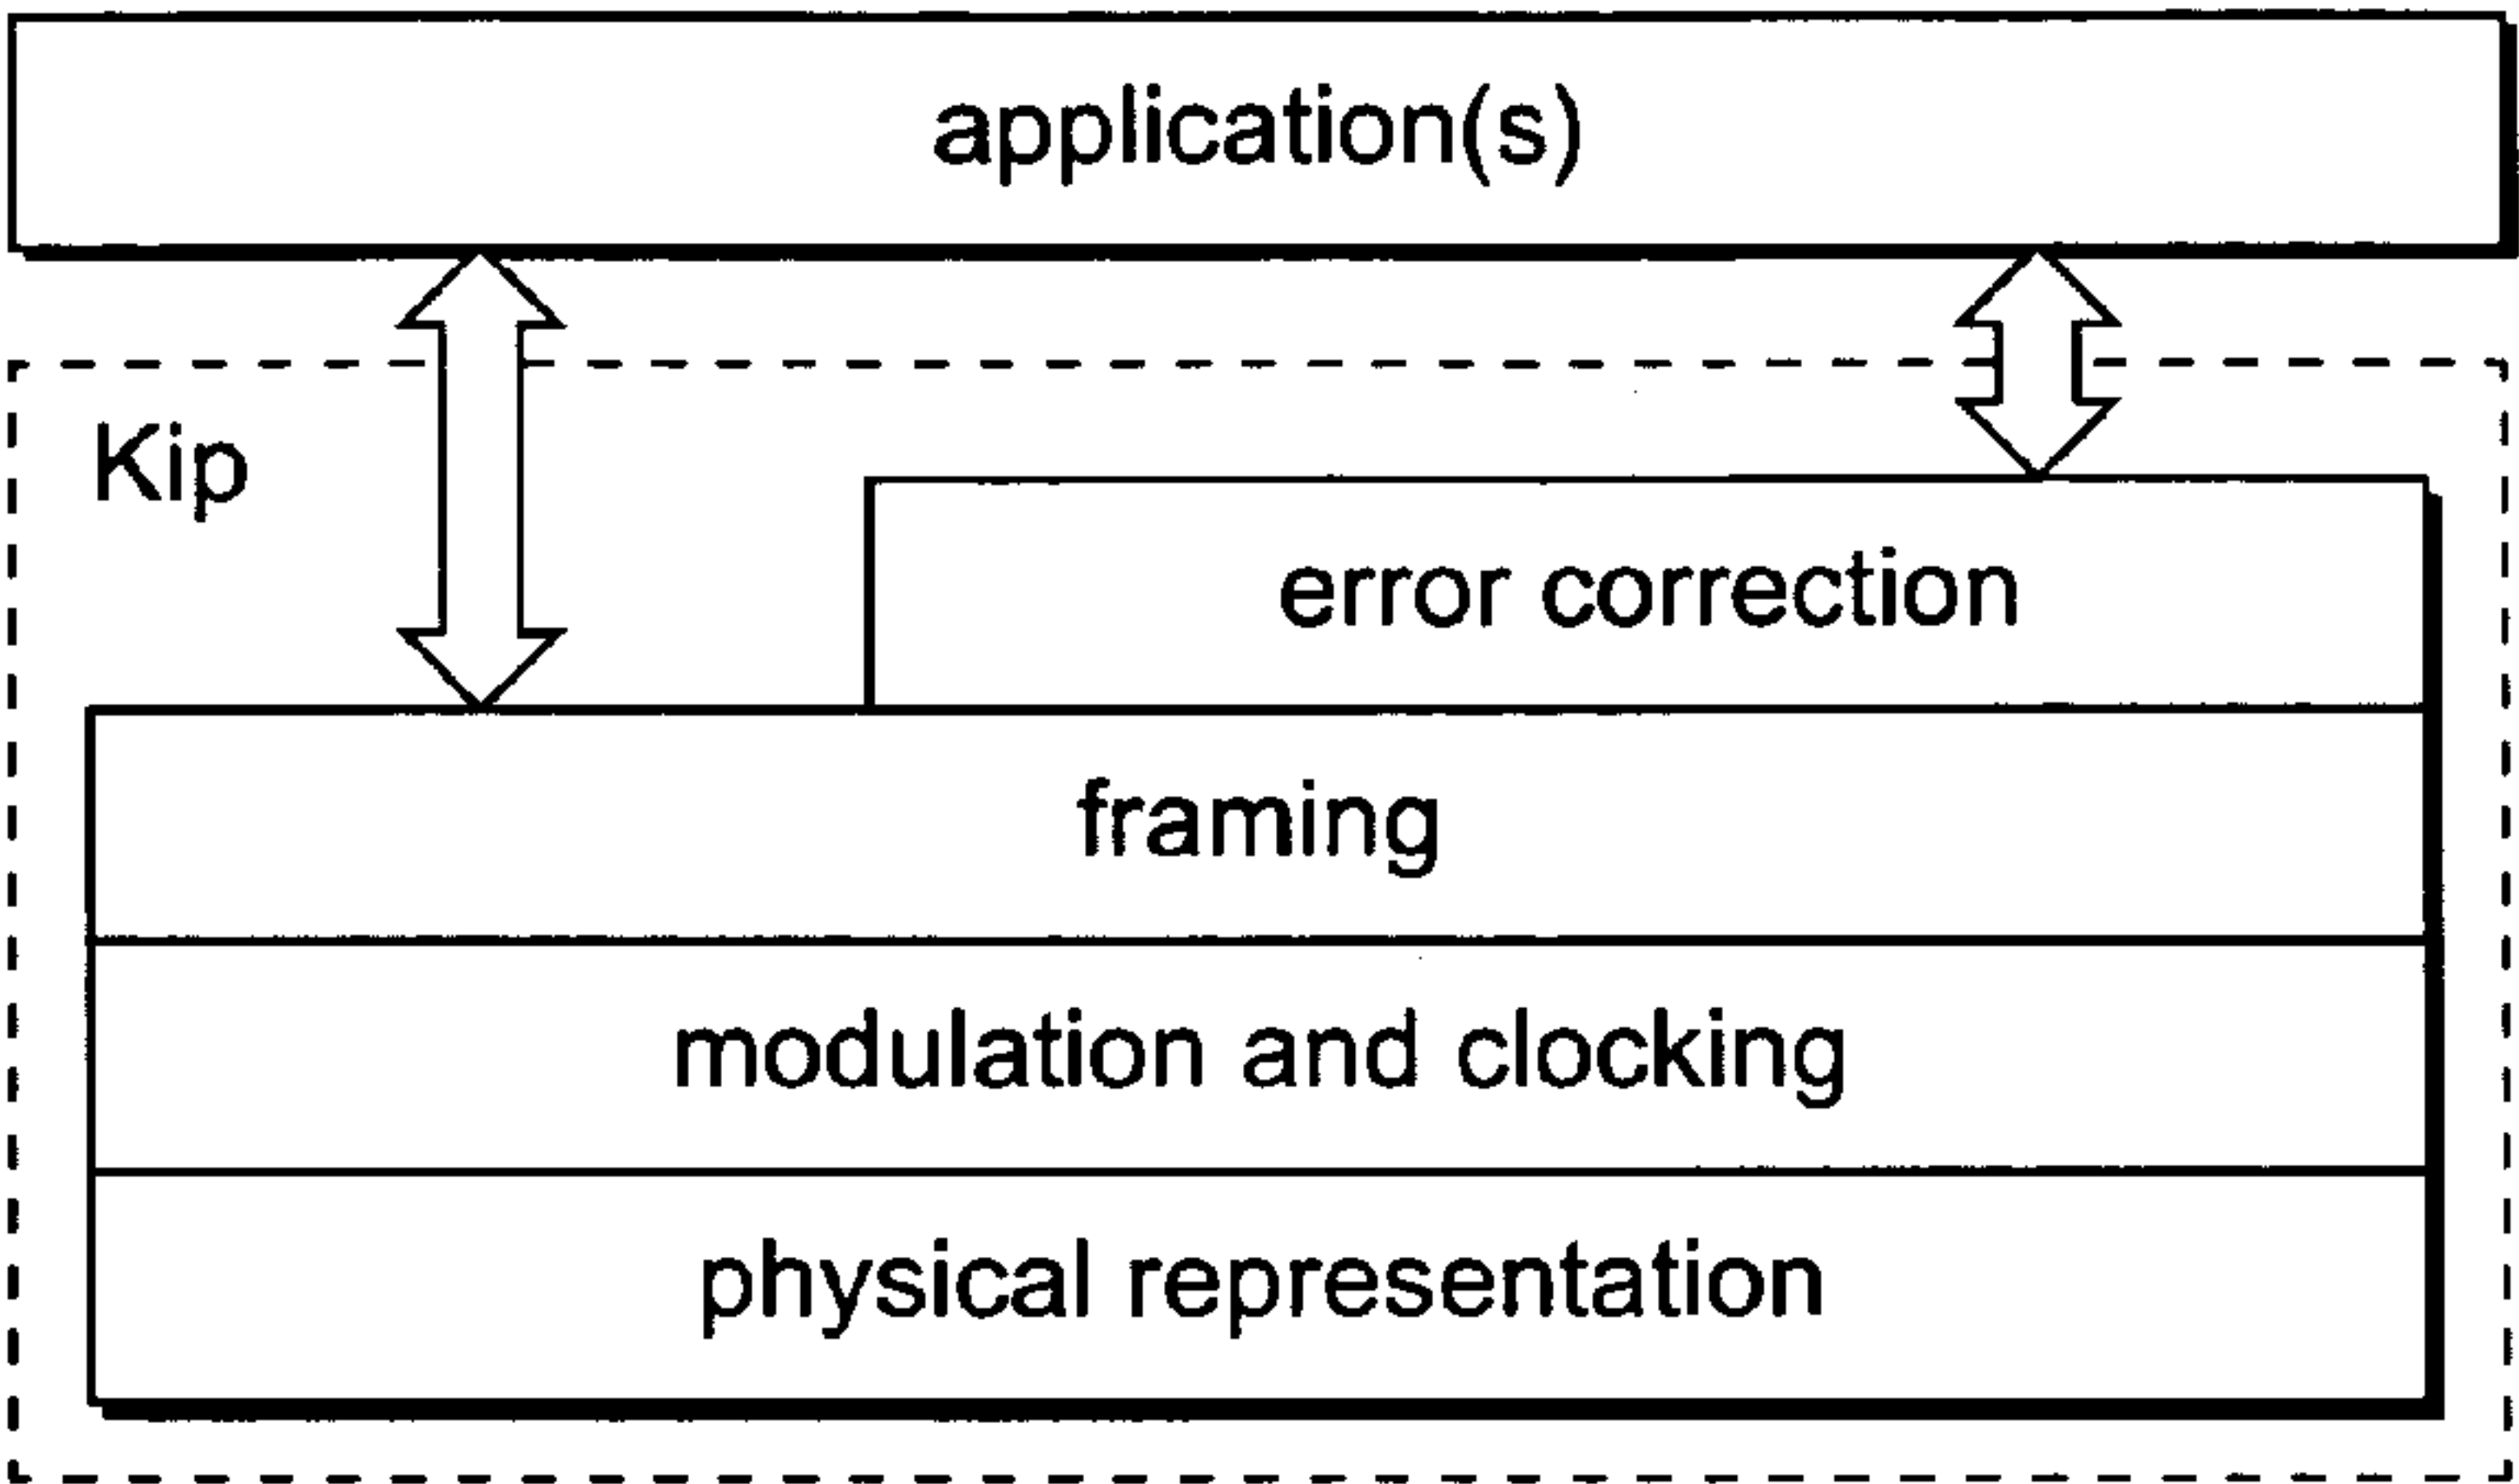 application(s)
Kip
error correction
framing
modulation and clocking
physical representation